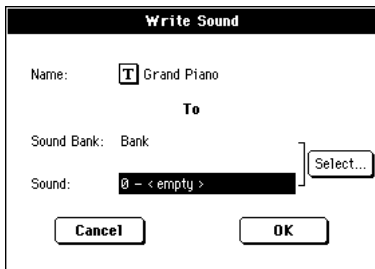 Write Sound
Name: T Grand Piano
To
Sound Bank: Bank
Select...
Sound: 0 - < empty >
Cancel OK